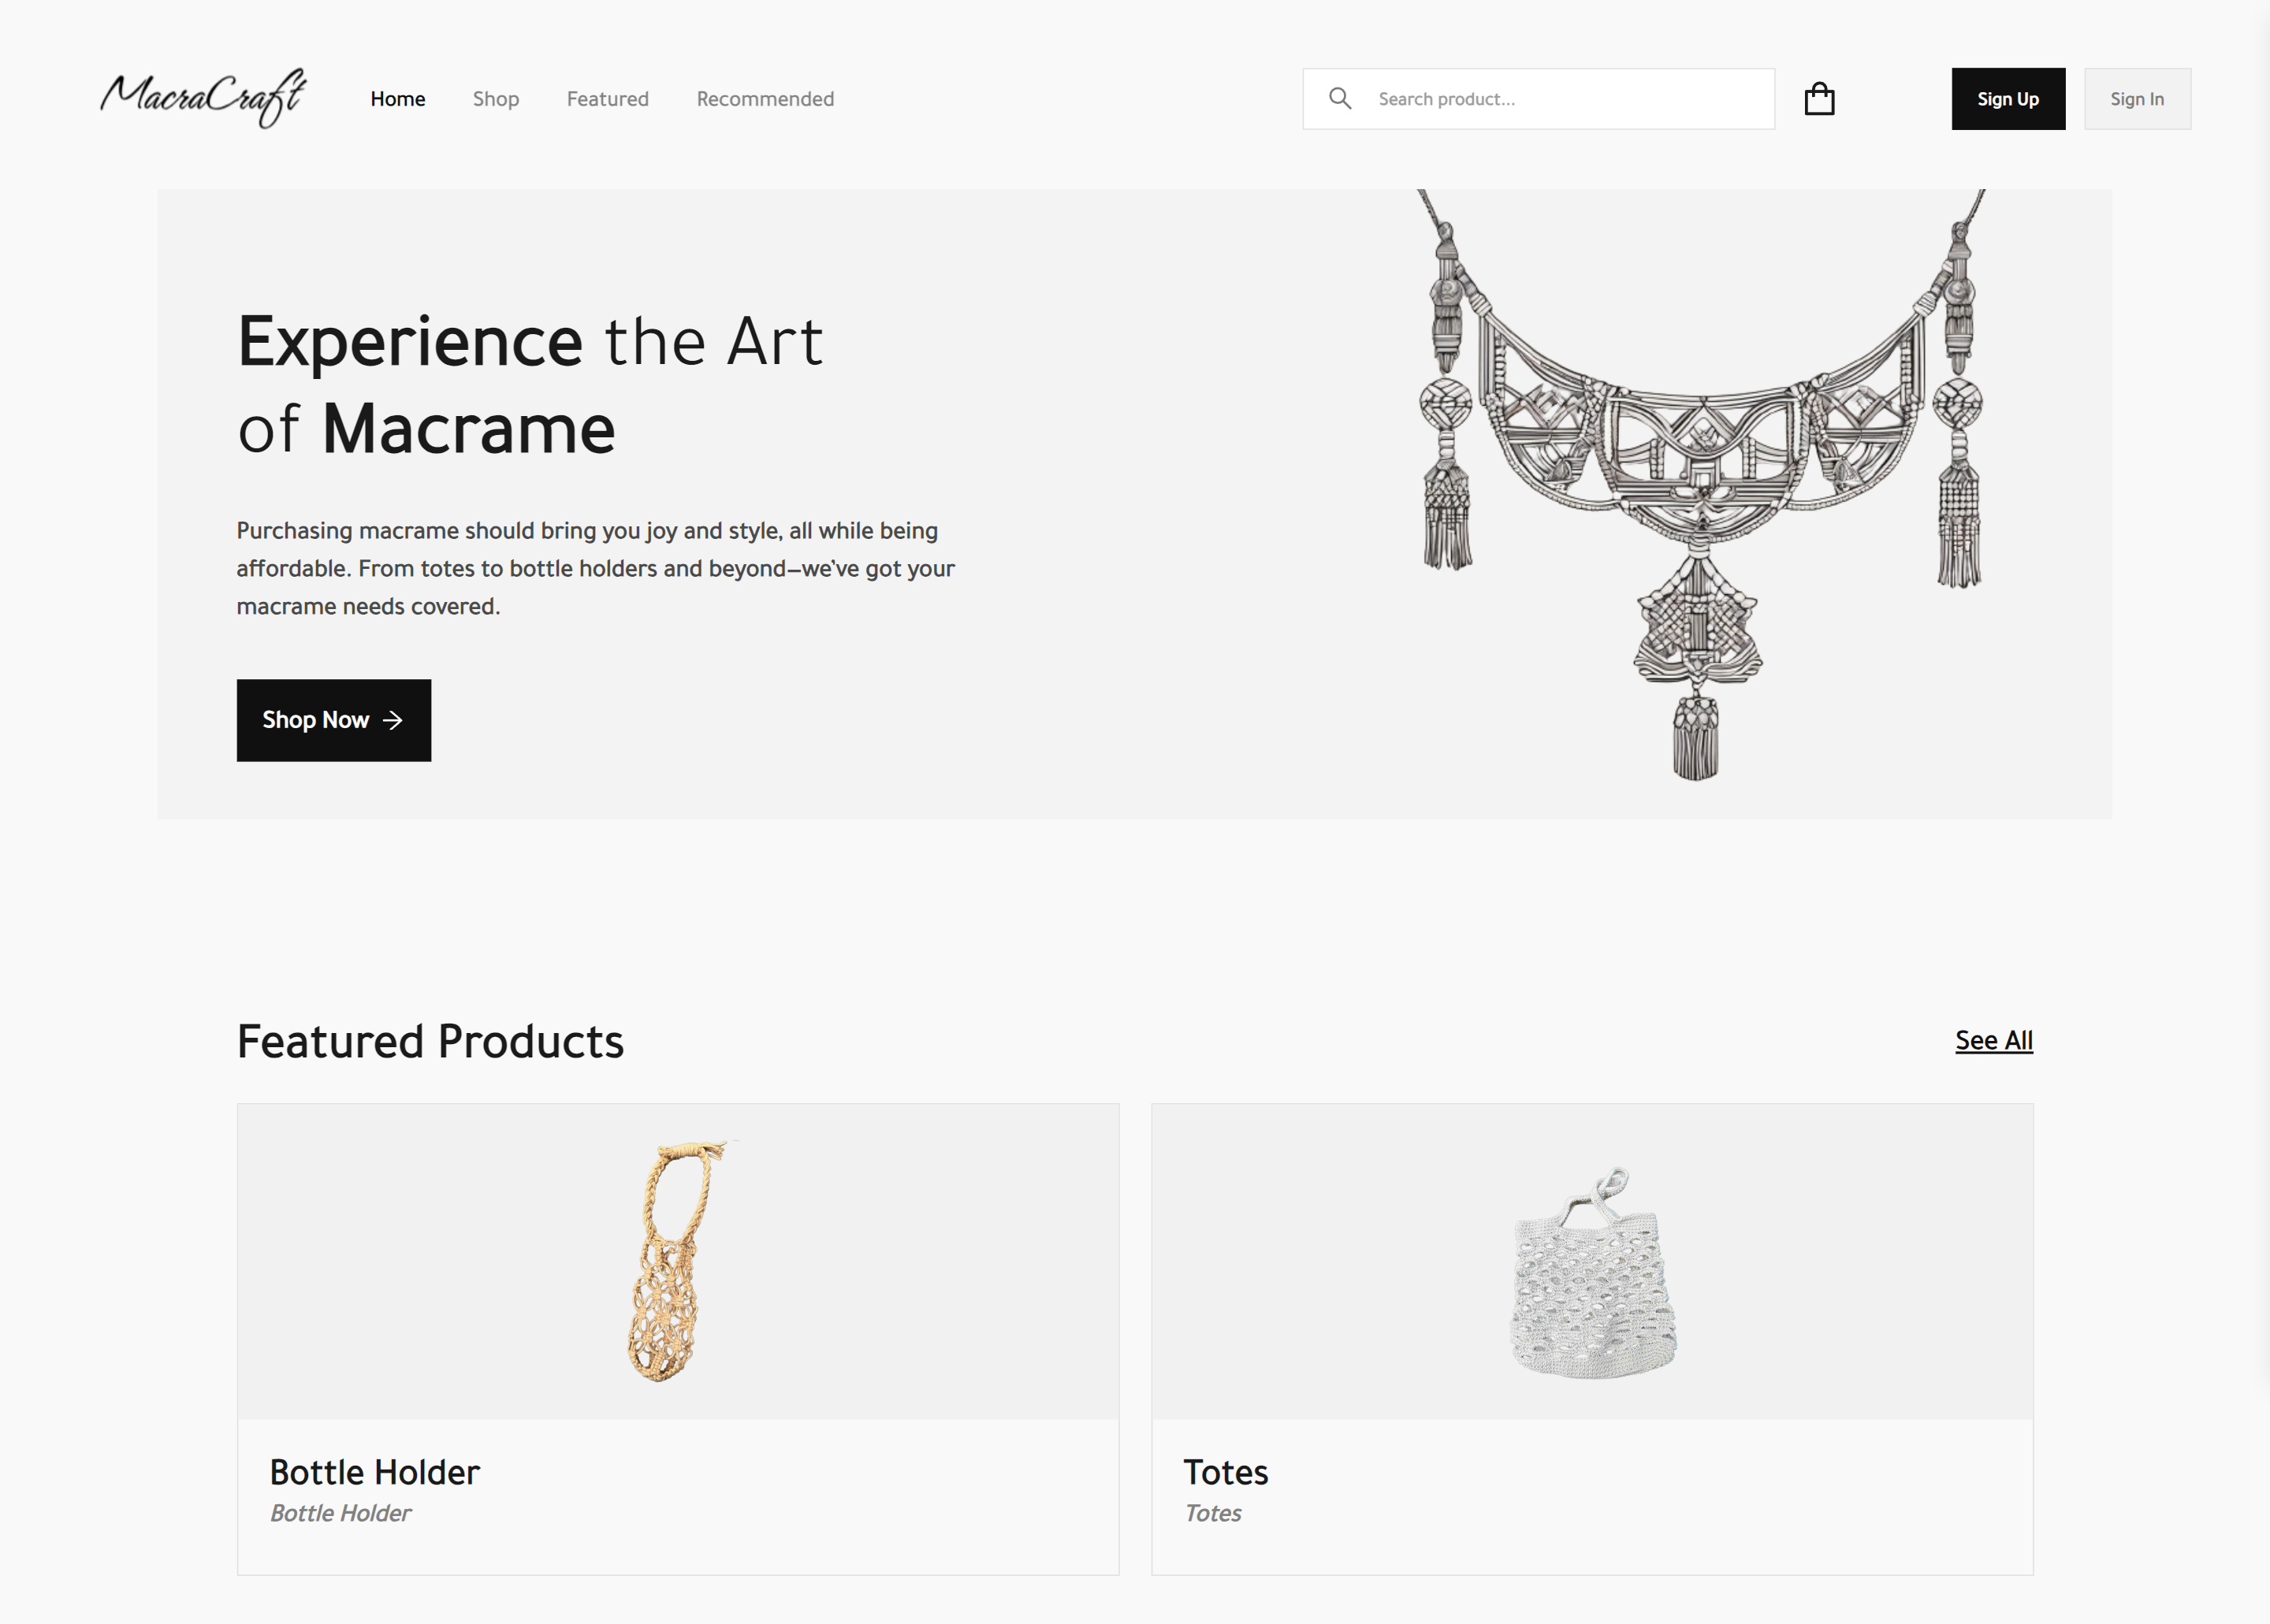 MacraCraft
Home
Shop
Featured
Recommended
Search product...
Sign Up
Sign In
Experience the Art
of Macrame
Purchasing macrame should bring you joy and style, all while being
affordable. From totes to bottle holders and beyond—we've got your
macrame needs covered.
Shop Now →
Featured Products
See All
Bottle Holder
Bottle Holder
Totes
Totes